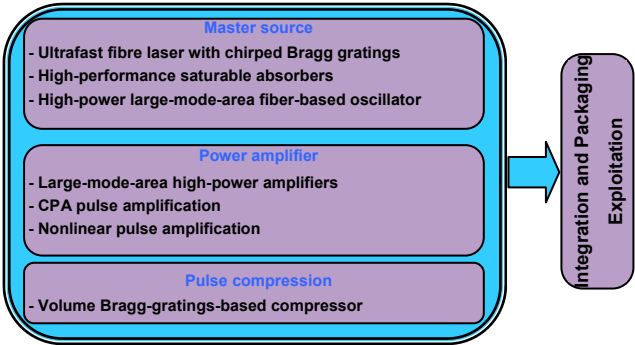 Master source
- Ultrafast fibre laser with chirped Bragg gratings
- High-performance saturable absorbers
- High-power large-mode-area fiber-based oscillator
Power amplifier
- Large-mode-area high-power amplifiers
- CPA pulse amplification
- Nonlinear pulse amplification
Pulse compression
- Volume Bragg-gratings-based compressor
Integration and Packaging
Exploitation